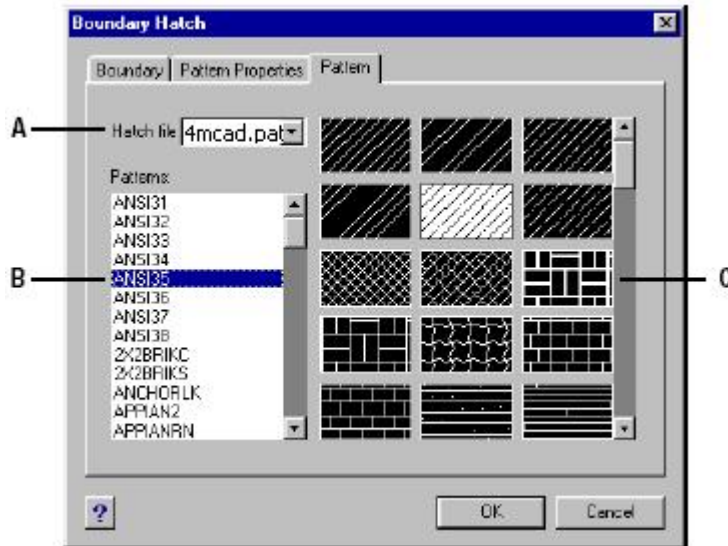 Boundary Hatch
Boundary
Pattern Properties
Pattern
A
Hatch file
4mcad.pat
Patterns:
ANSI31
ANSI32
ANSI33
ANSI34
B
ANSI35
C
ANSI36
ANSI37
ANSI38
2X2BRIKC
2X2BRIKS
ANCHORLK
APPIAN2
APPIANRN
?
OK
Cancel